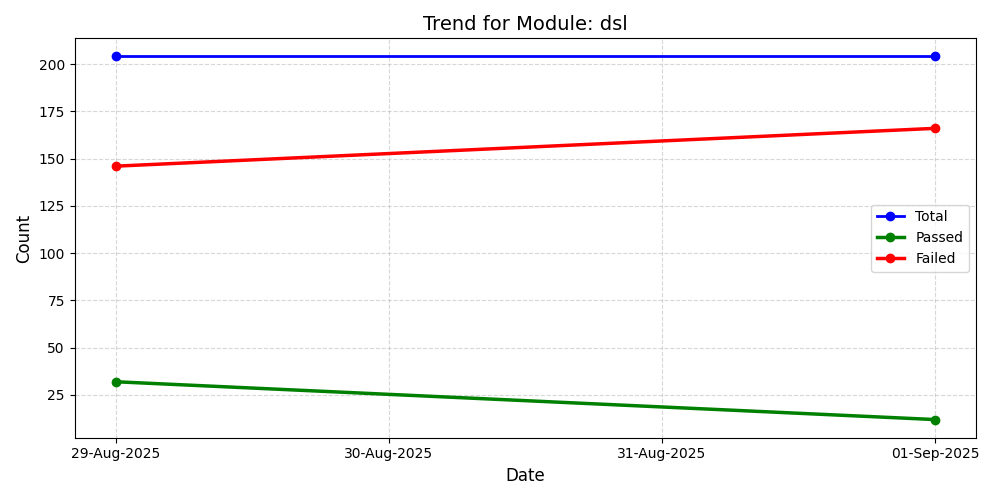 Trend for Module: dsl
200
175
150
125
100
75
50
25
Count
Total
Passed
Failed
29-Aug-2025
30-Aug-2025
31-Aug-2025
01-Sep-2025
Date